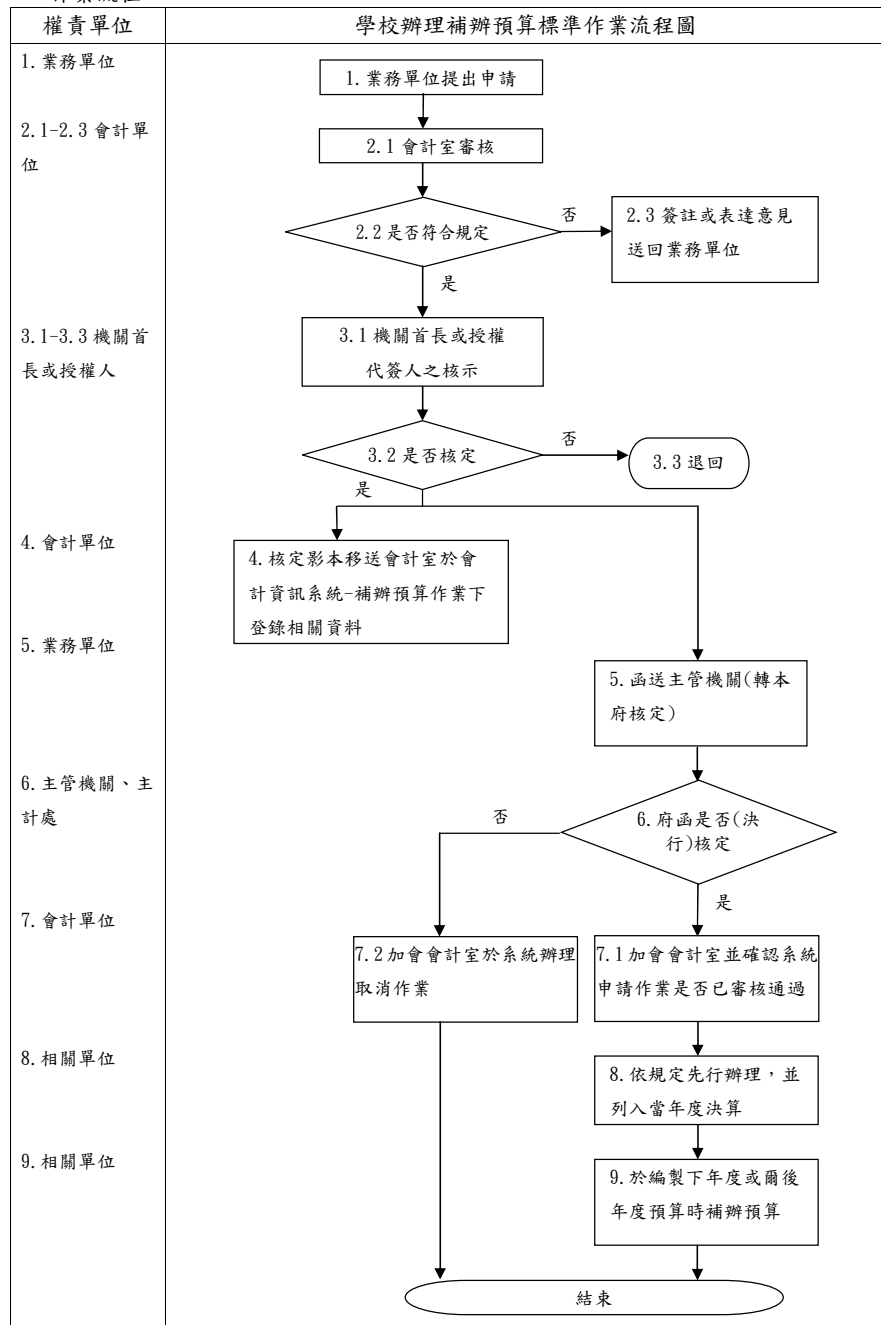 權責單位
學校辦理補辦預算標準作業流程圖
1.業務單位
1.業務單位提出申請
2.1-2.3 會計單
位
2.1 會計室審核
2.2 是否符合規定
否
2.3 簽註或表達意見
送回業務單位
是
3.1-3.3 機關首
長或授權人
3.1 機關首長或授權
代簽人之核示
3.2 是否核定
否
3.3 退回
是
4.會計單位
4.核定影本移送會計室於會
計資訊系統-補辦預算作業下
登錄相關資料
5.業務單位
5.函送主管機關(轉本
府核定)
6.主管機關、主
計處
6.府函是否(決
行)核定
否
是
7.會計單位
7.2 加會會計室於系統辦理
取消作業
7.1 加會會計室並確認系統
申請作業是否已審核通過
8.相關單位
8.依規定先行辦理，並
列入當年度決算
9.相關單位
9.於編製下年度或爾後
年度預算時補辦預算
結束